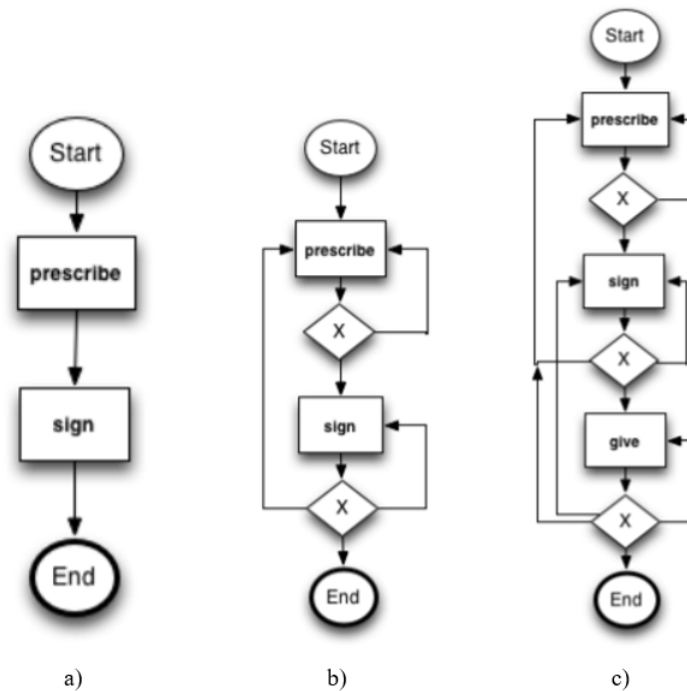 Start
prescribe
sign
End
a)
Start
prescribe
X
sign
X
End
b)
Start
prescribe
X
sign
X
give
X
End
c)